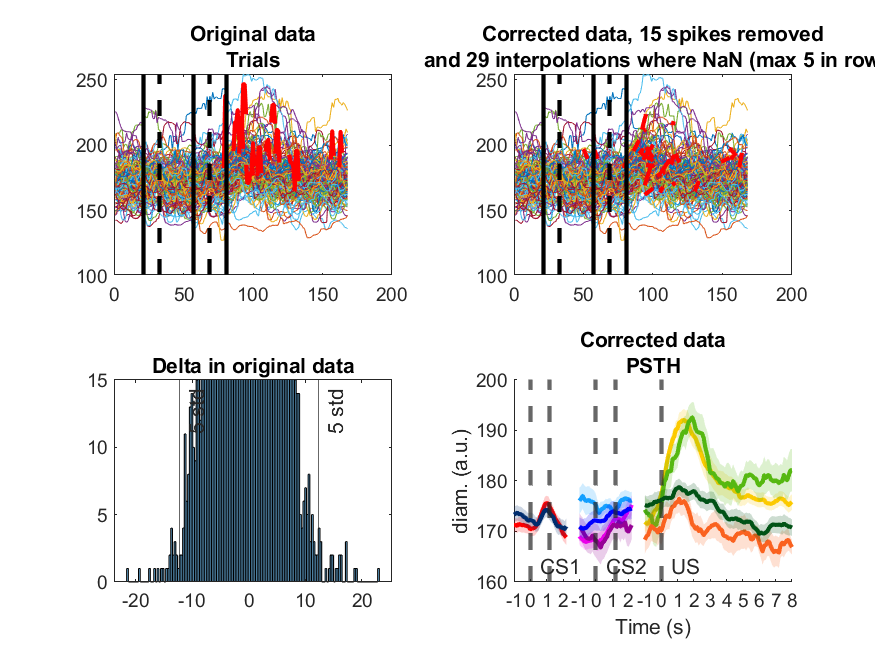 Original data
Trials
250
200
150
100
0
50
100
150
200
Corrected data, 15 spikes removed
and 29 interpolations where NaN (max 5 in row
250
200
150
100
0
50
100
150
200
Delta in original data
15
10
5
0
5 std
5 std
-20
-10
0
10
20
Corrected data
PSTH
200
190
180
170
160
diam. (a.u.)
CS1
CS2
US
-1 0 1 2 -1 0 1 2 -1 0 1 2 3 4 5 6 7 8
Time (s)